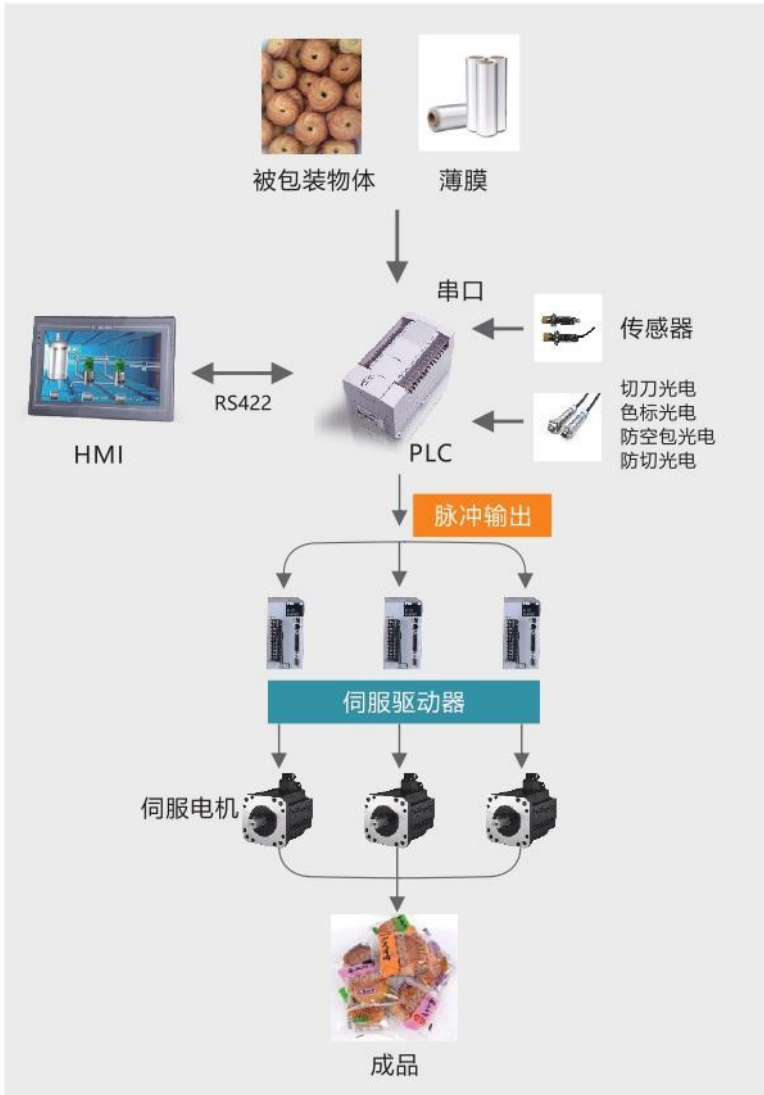 被包装物体
薄膜
串口
传感器
RS422
切刀光电
色标光电
防空包光电
防切光电
HMI
PLC
脉冲输出
伺服驱动器
伺服电机
成品